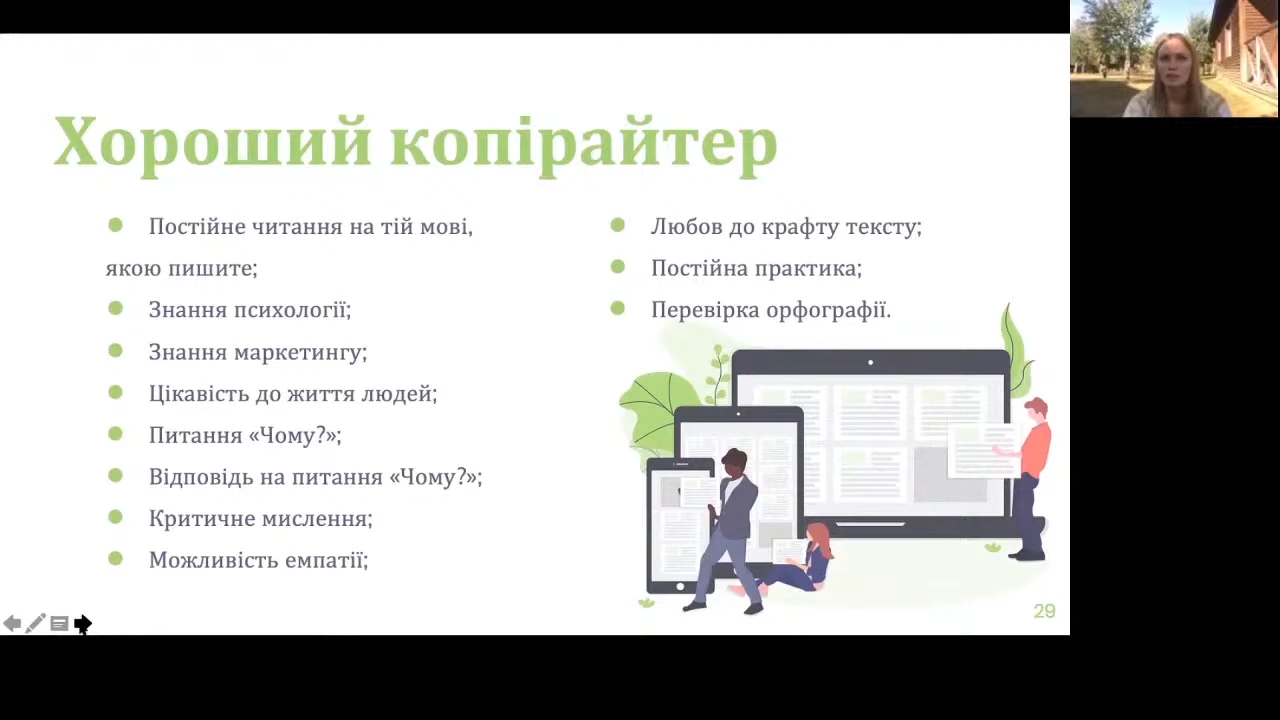 Хороший копірайтер
Постійне читання на тій мові,
якою пишите;
Знання психології;
Знання маркетингу;
Цікавість до життя людей;
Питання «Чому?»;
Відповідь на питання «Чому?»;
Критичне мислення;
Можливість емпатії;
Любов до крафту тексту;
Постійна практика;
Перевірка орфографії.
29